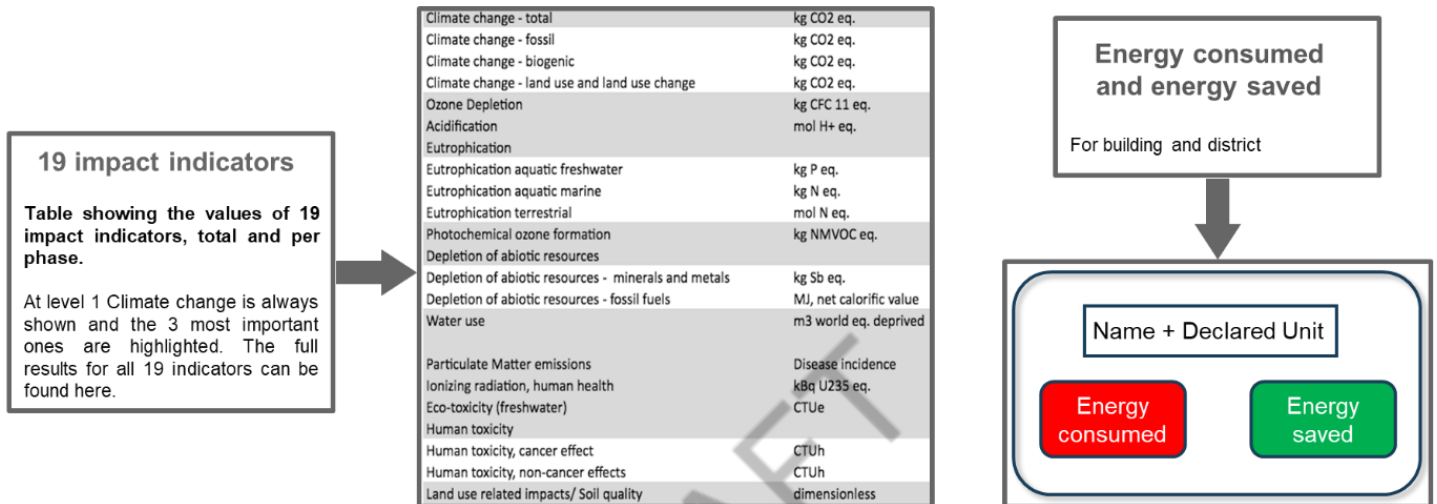 19 impact indicators
Table showing the values of 19
impact indicators, total and per
phase.
At level 1 Climate change is always
shown and the 3 most important
ones are highlighted. The full
results for all 19 indicators can be
found here.
Climate change - total kg CO2 eq.
Climate change - fossil kg CO2 eq.
Climate change - biogenic kg CO2 eq.
Climate change - land use and land use change kg CO2 eq.
Ozone Depletion kg CFC 11 eq.
Acidification mol H+ eq.
Eutrophication
Eutrophication aquatic freshwater kg P eq.
Eutrophication aquatic marine kg N eq.
Eutrophication terrestrial mol N eq.
Photochemical ozone formation kg NMVOC eq.
Depletion of abiotic resources
Depletion of abiotic resources - minerals and metals kg Sb eq.
Depletion of abiotic resources - fossil fuels MJ, net calorific value
Water use m3 world eq. deprived
Particulate Matter emissions Disease incidence
Ionizing radiation, human health kBq U235 eq.
Eco-toxicity (freshwater) CTUe
Human toxicity
Human toxicity, cancer effect CTUh
Human toxicity, non-cancer effects CTUh
Land use related impacts/ Soil quality dimensionless
AFT
Energy consumed
and energy saved
For building and district
Name + Declared Unit
Energy
consumed
Energy
saved